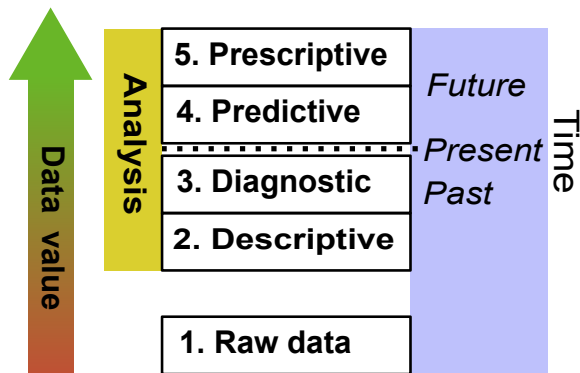 5. Prescriptive
4. Predictive
3. Diagnostic
2. Descriptive
1. Raw data
Analysis
Data value
Future
Present
Past
Time